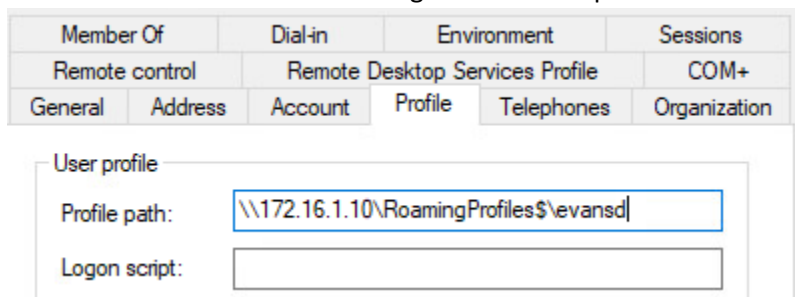 Member Of Dial-in Environment Sessions
Remote control Remote Desktop Services Profile COM+
General Address Account Profile Telephones Organization
User profile
Profile path: \\172.16.1.10\RoamingProfiles$\evansd
Logon script: